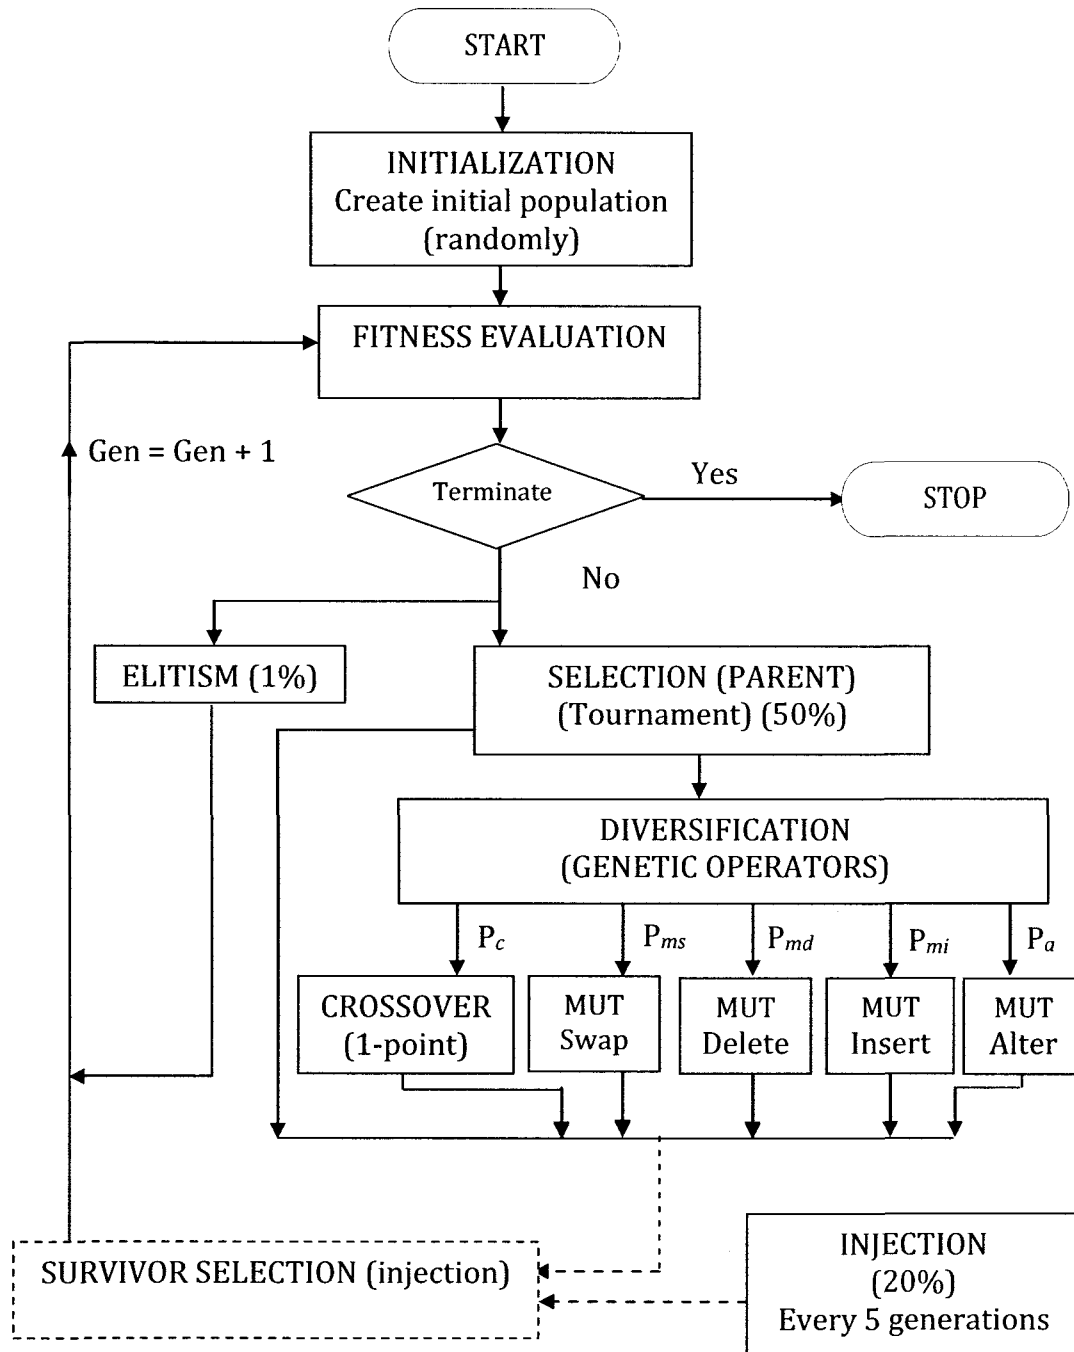 START
INITIALIZATION
Create initial population
(randomly)
FITNESS EVALUATION
Gen = Gen + 1
Terminate
Yes
STOP
No
ELITISM (1%)
SELECTION (PARENT)
(Tournament) (50%)
DIVERSIFICATION
(GENETIC OPERATORS)
Pc
Pms
Pmd
Pmi
Pa
CROSSOVER
(1-point)
MUT
Swap
MUT
Delete
MUT
Insert
MUT
Alter
SURVIVOR SELECTION (injection)
INJECTION
(20%)
Every 5 generations